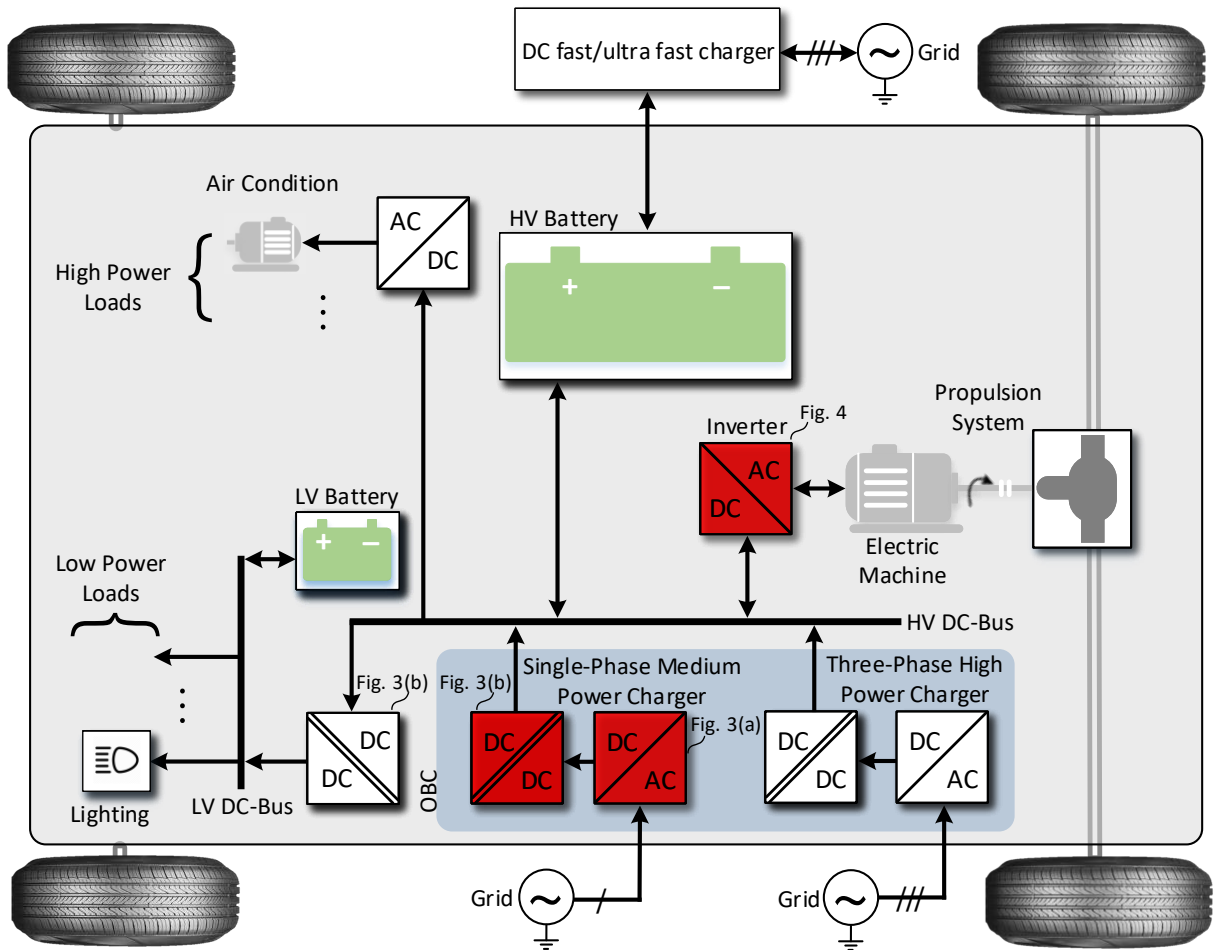 DC fast/ultra fast charger
Grid
Air Condition
AC
DC
High Power
Loads
HV Battery
+ −
Propulsion
System
Fig. 4
Inverter
AC
DC
Electric
Machine
LV Battery
+ −
Low Power
Loads
HV DC-Bus
Single-Phase Medium
Power Charger
Three-Phase High
Power Charger
Fig. 3(b)
Fig. 3(b)
Fig. 3(a)
DC
DC
DC
DC
DC
AC
DC
DC
DC
AC
OBC
LV DC-Bus
Lighting
Grid
Grid